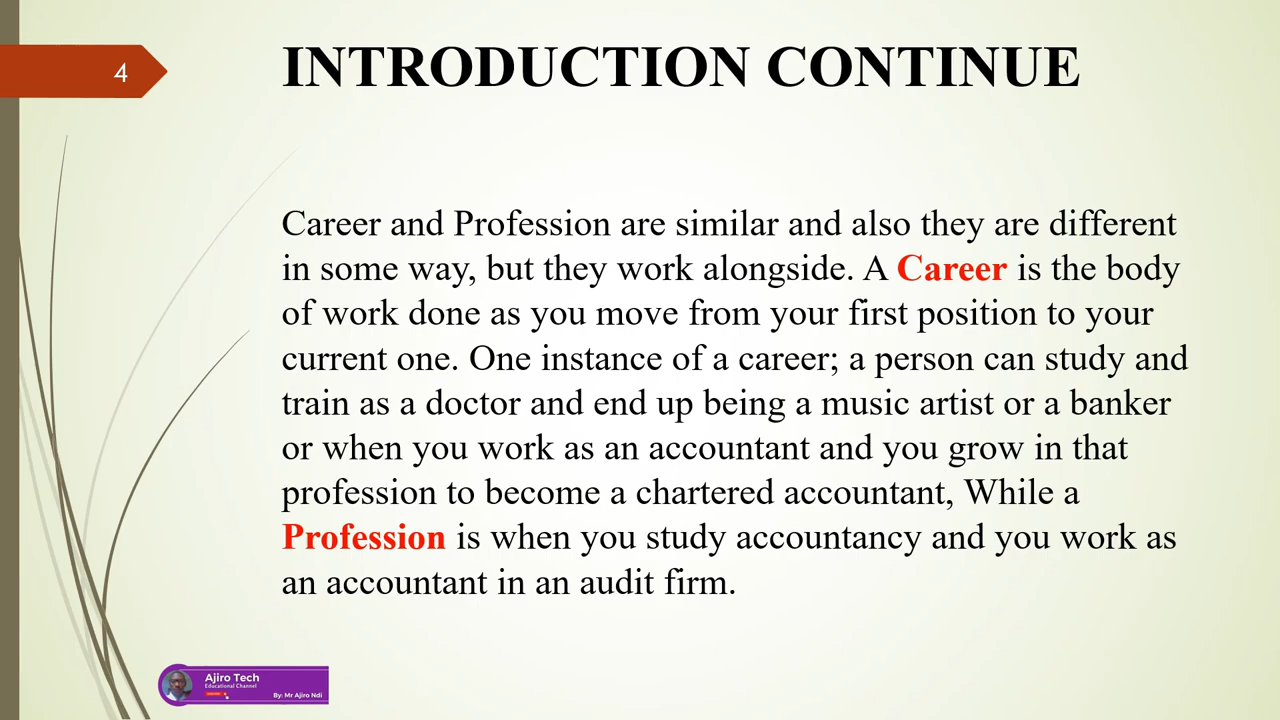 4
INTRODUCTION CONTINUE
Career and Profession are similar and also they are different
in some way, but they work alongside. A Career is the body
of work done as you move from your first position to your
current one. One instance of a career; a person can study and
train as a doctor and end up being a music artist or a banker
or when you work as an accountant and you grow in that
profession to become a chartered accountant, While a
Profession is when you study accountancy and you work as
an accountant in an audit firm.
Ajiro Tech
Educational Channel
By: Mr Ajiro Ndi